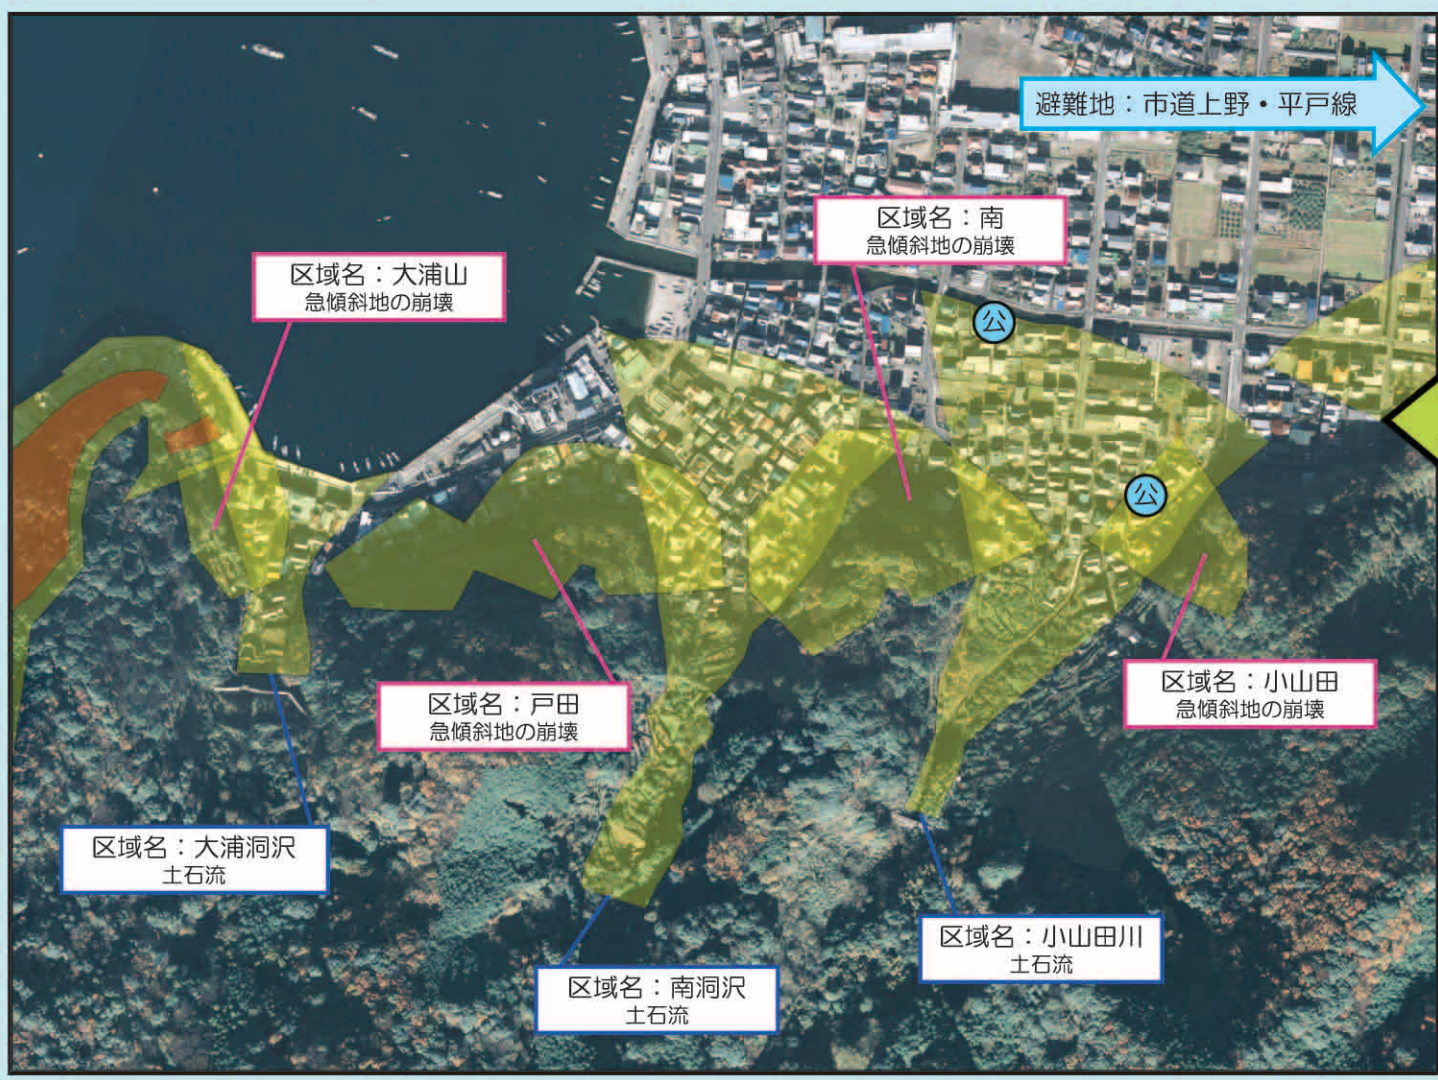 避難地：市道上野・平戸線
区域名：南
急傾斜地の崩壊
区域名：大浦山
急傾斜地の崩壊
公
公
区域名：戸田
急傾斜地の崩壊
区域名：小山田
急傾斜地の崩壊
区域名：大浦洞沢
土石流
区域名：小山田川
土石流
区域名：南洞沢
土石流